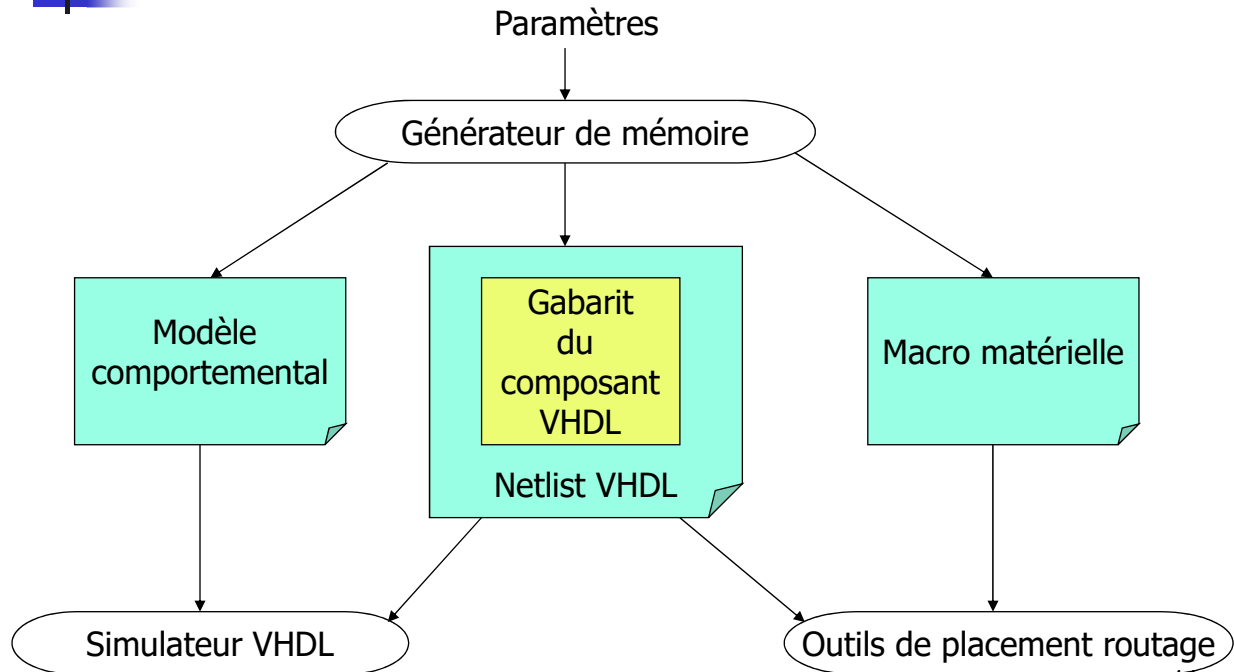 Paramètres
Générateur de mémoire
Modèle
comportemental
Gabarit
du
composant
VHDL
Netlist VHDL
Macro matérielle
Simulateur VHDL
Outils de placement routage